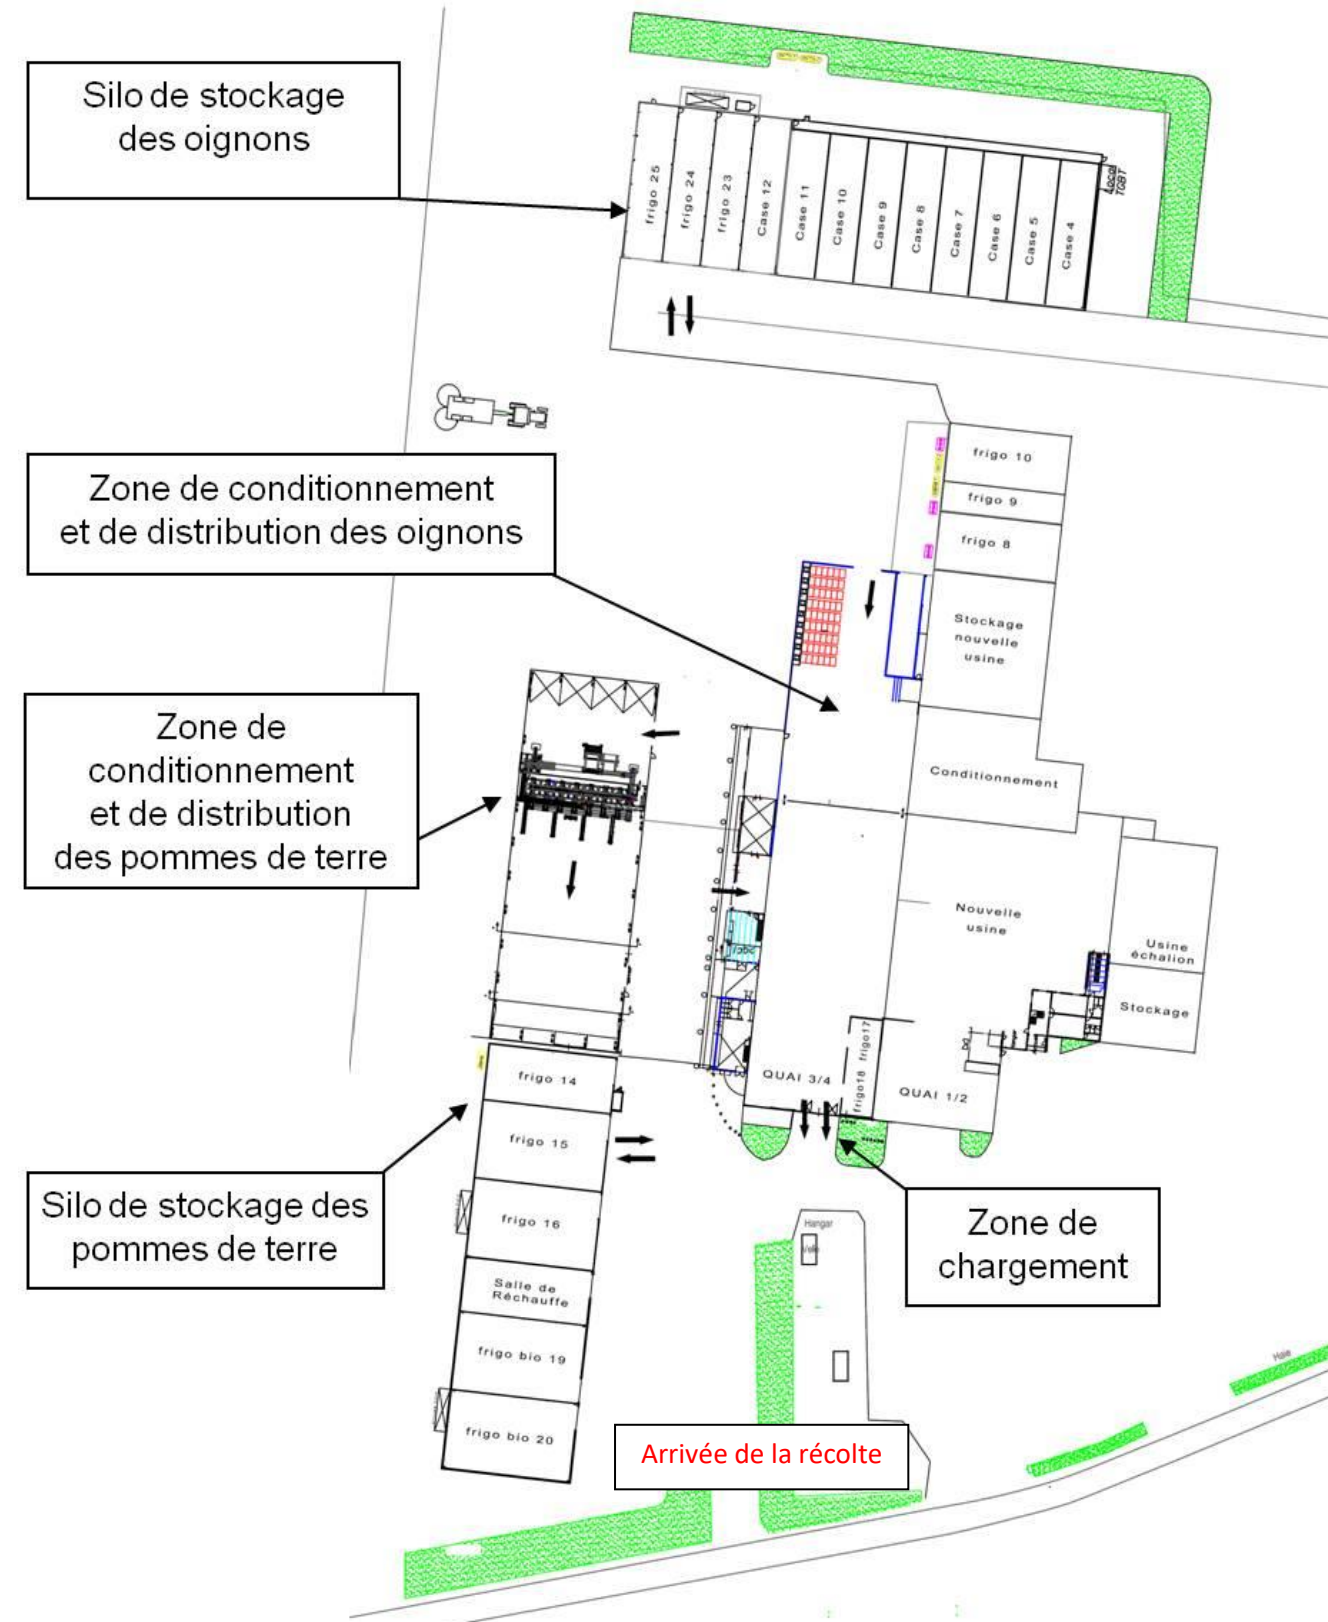 Silo de stockage
des oignons
frigo 25
frigo 24
frigo 23
Case 12
Case 11
Case 10
Case 9
Case 8
Case 7
Case 6
Case 5
Case 4
Local
TGBT
Zone de conditionnement
et de distribution des oignons
frigo 10
frigo 9
frigo 8
Stockage
nouvelle
usine
Zone de
conditionnement
et de distribution
des pommes de terre
Conditionnement
Nouvelle
usine
Usine
échalion
Stockage
frigo 14
frigo 15
frigo 16
Salle de
Réchauffe
frigo bio 19
frigo bio 20
QUAI 3/4
frigo18 frigo17
QUAI 1/2
Silo de stockage des
pommes de terre
Zone de
chargement
Hangar
Arrivée de la récolte
Haie